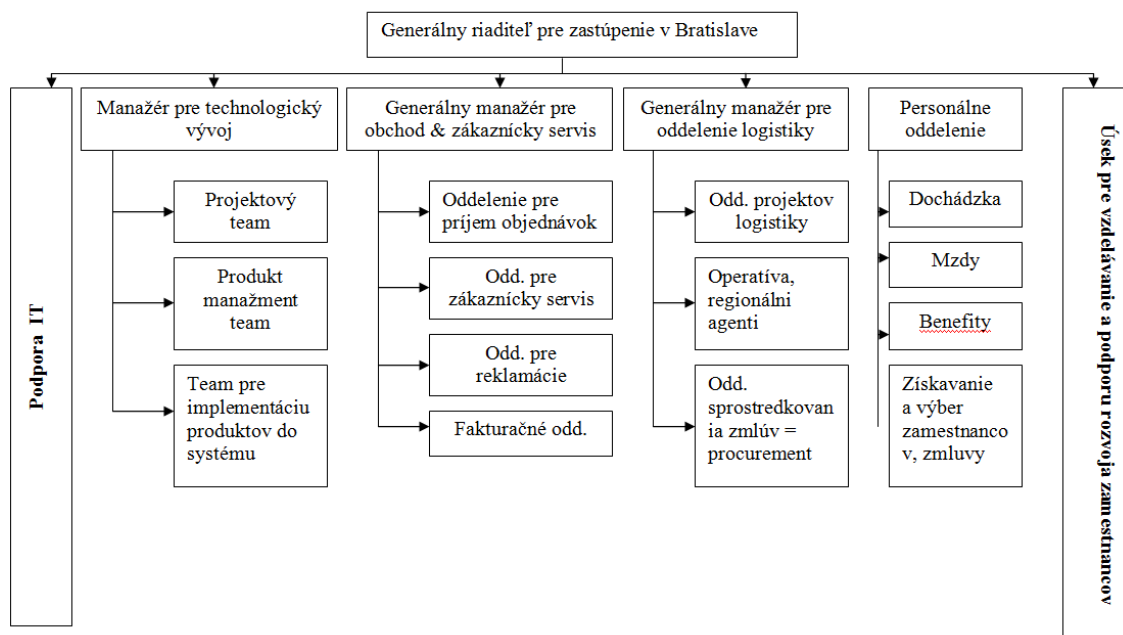 Generálny riaditeľ pre zastúpenie v Bratislave
Podpora IT
Manažér pre technologický
vývoj
Projektový
team
Produkt
manažment
team
Team pre
implementáciu
produktov do
systému
Generálny manažér pre
obchod & zákaznícky servis
Oddelenie pre
príjem objednávok
Odd. pre
zákaznícky servis
Odd. pre
reklamácie
Fakturačné odd.
Generálny manažér pre
oddelenie logistiky
Odd. projektov
logistiky
Operatíva,
regionálni
agenti
Odd.
sprostredkovan
ia zmlúv =
procurement
Personálne
oddelenie
Dochádzka
Mzdy
Benefity
Získavanie
a výber
zamestnanco
v, zmluvy
Úsek pre vzdelávanie a podporu rozvoja zamestnancov